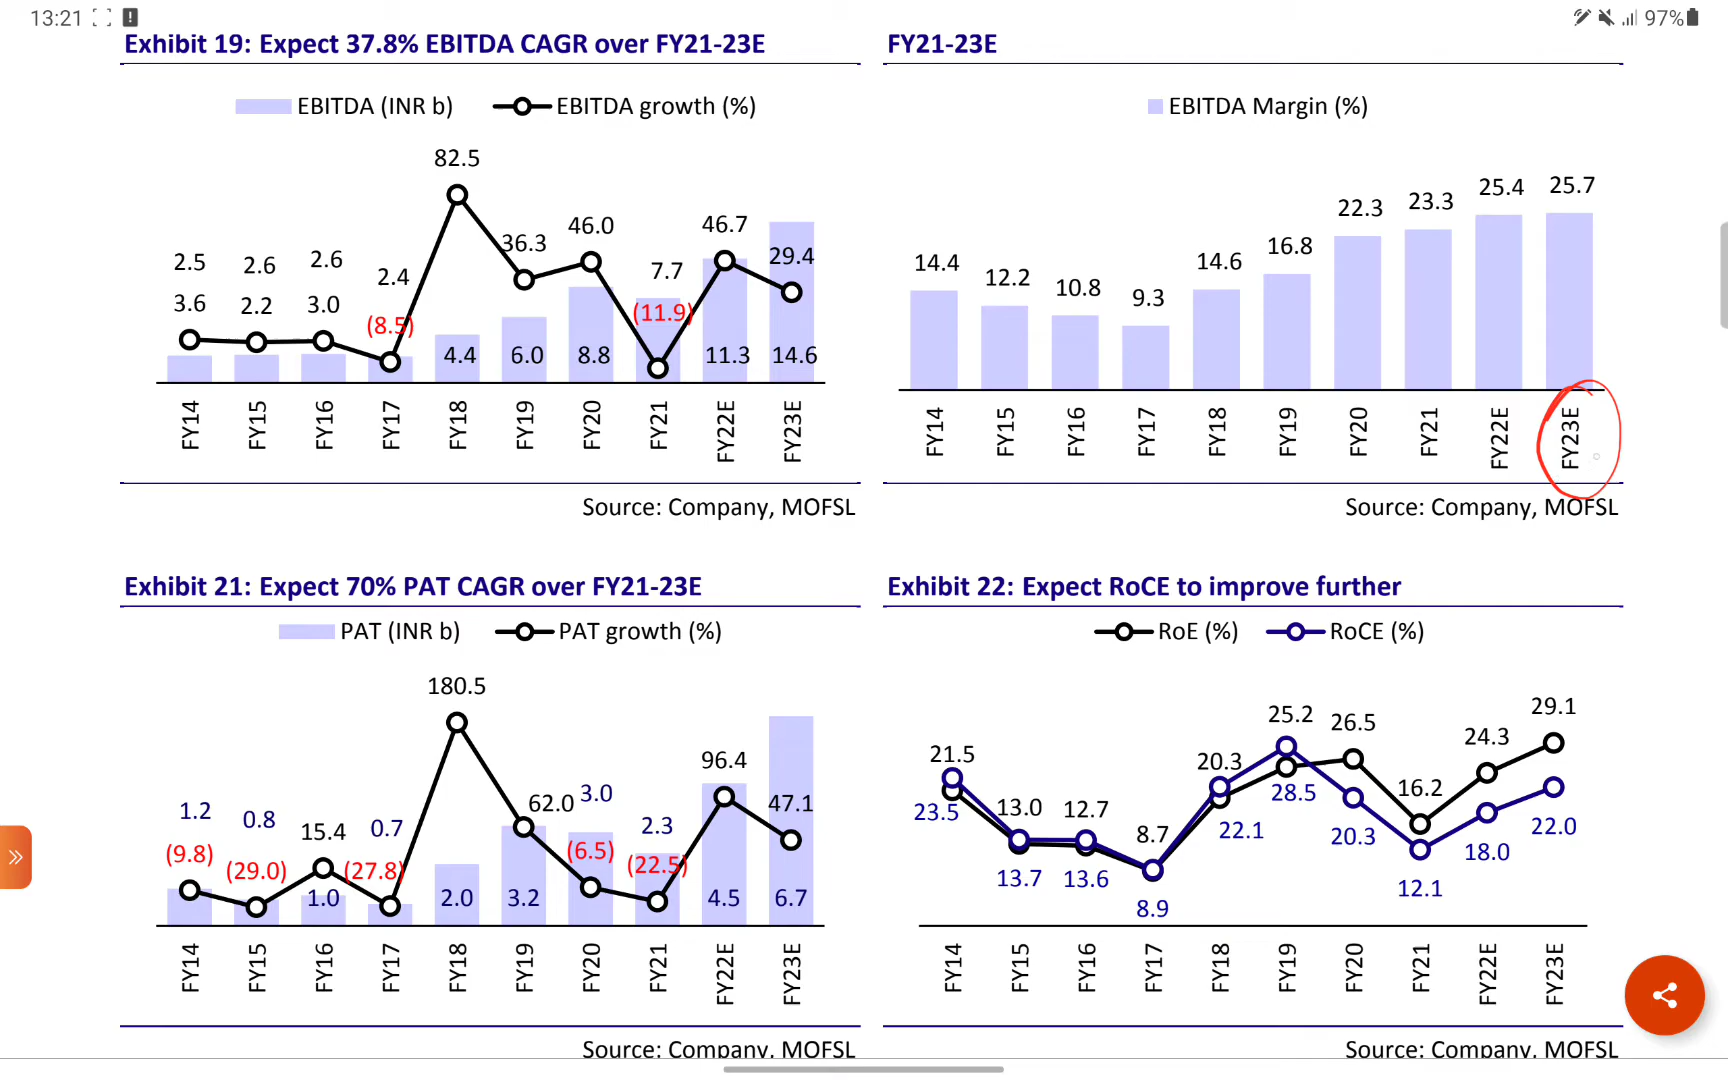 13:21
97%
Exhibit 19: Expect 37.8% EBITDA CAGR over FY21-23E
EBITDA (INR b) EBITDA growth (%)
82.5
46.0 46.7
36.3
2.5 2.6 2.6 2.4 7.7 29.4
3.6 2.2 3.0 (8.5) (11.9)
4.4 6.0 8.8 11.3 14.6
FY14 FY15 FY16 FY17 FY18 FY19 FY20 FY21 FY22E FY23E
Source: Company, MOFSL
FY21-23E
EBITDA Margin (%)
14.4 12.2 10.8 9.3 14.6 16.8 22.3 23.3 25.4 25.7
FY14 FY15 FY16 FY17 FY18 FY19 FY20 FY21 FY22E FY23E
Source: Company, MOFSL
Exhibit 21: Expect 70% PAT CAGR over FY21-23E
PAT (INR b) PAT growth (%)
180.5
96.4
1.2 0.8 15.4 0.7 62.0 3.0 2.3 47.1
(9.8) (29.0) (27.8) (6.5) (22.5)
1.0 2.0 3.2 4.5 6.7
FY14 FY15 FY16 FY17 FY18 FY19 FY20 FY21 FY22E FY23E
Source: Company, MOFSL
Exhibit 22: Expect RoCE to improve further
RoE (%) RoCE (%)
21.5 13.0 12.7 8.7 20.3 25.2 26.5 16.2 24.3 29.1
23.5 13.7 13.6 8.9 22.1 28.5 20.3 12.1 18.0 22.0
FY14 FY15 FY16 FY17 FY18 FY19 FY20 FY21 FY22E FY23E
Source: Company, MOFSL